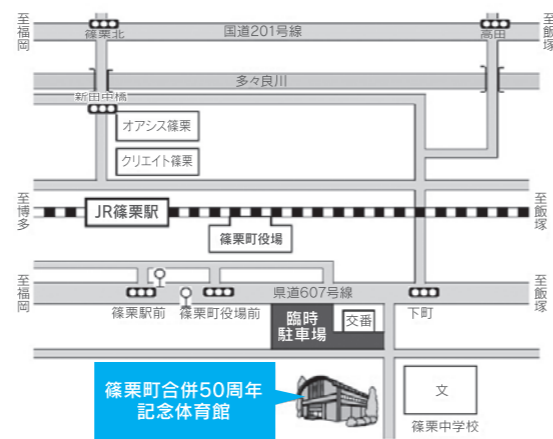 至福岡
篠栗北
国道201号線
高田
至飯塚
多々良川
新田中橋
オアシス篠栗
クリエイト篠栗
至博多
JR篠栗駅
至飯塚
篠栗町役場
至福岡
県道607号線
至飯塚
篠栗駅前
篠栗町役場前
臨時
駐車場
交番
下町
篠栗町合併50周年
記念体育館
文
篠栗中学校